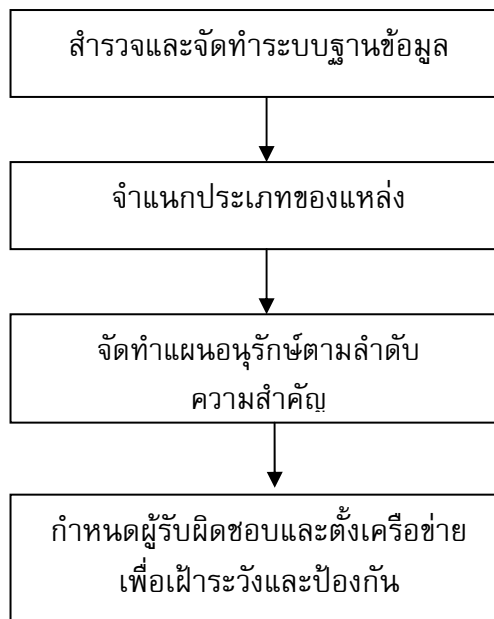 สำรวจและจัดทำระบบฐานข้อมูล
จำแนกประเภทของแหล่ง
จัดทำแผนอนุรักษ์ตามลำดับ
ความสำคัญ
กำหนดผู้รับผิดชอบและตั้งเครือข่าย
เพื่อเฝ้าระวังและป้องกัน